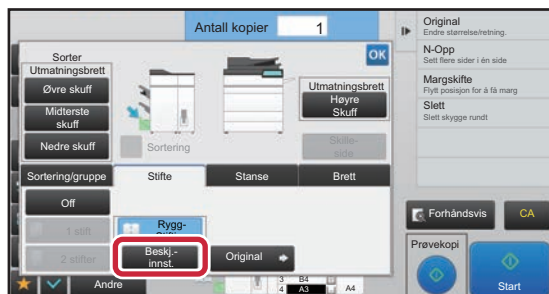 Antall kopier 1
Sorter
Utmatningsbrett
Øvre skuff
Midterste
skuff
Nedre skuff
Sortering
OK
Utmatningsbrett
Høyre
Skuff
Skille-
side
Sortering/gruppe
Stifte
Stanse
Brett
Off
1 stift
2 stifter
Rygg-
Beskj.-
innst.
Original
Andre
3 B4
4 A3
A4
Original
Endre størrelse/retning.
N-Opp
Sett flere sider i én side
Margskifte
Flytt posisjon for å få marg
Slett
Slett skygge rundt
Forhåndsvis
CA
Prøvekopi
Start